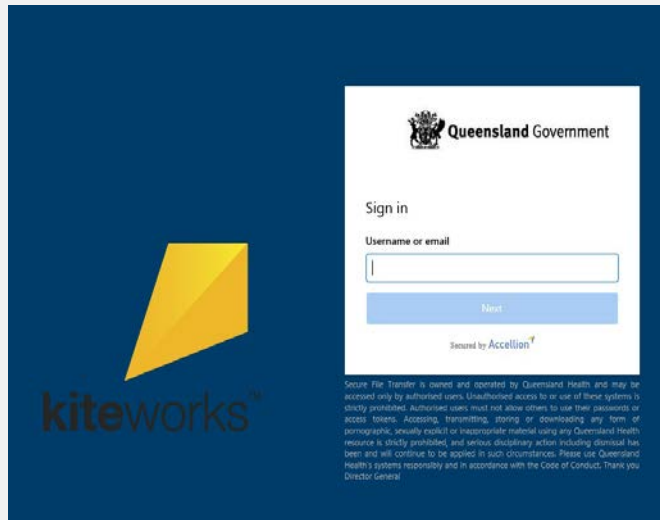 Queensland Government
Sign in
Username or email
Next
Secured by Accellion
kiteworks™
Secure File Transfer is owned and operated by Queensland Health and may be
accessed only by authorised users. Unauthorised access to or use of these systems is
strictly prohibited. Authorised users must not allow others to use their passwords or
access tokens. Accessing, transmitting, storing or downloading any form of
pornographic, sexually explicit or inappropriate material using any Queensland Health
resource is strictly prohibited, and serious disciplinary action including dismissal has
been and will continue to be applied in such circumstances. Please use Queensland
Health's systems responsibly and in accordance with the Code of Conduct. Thank you
Director General